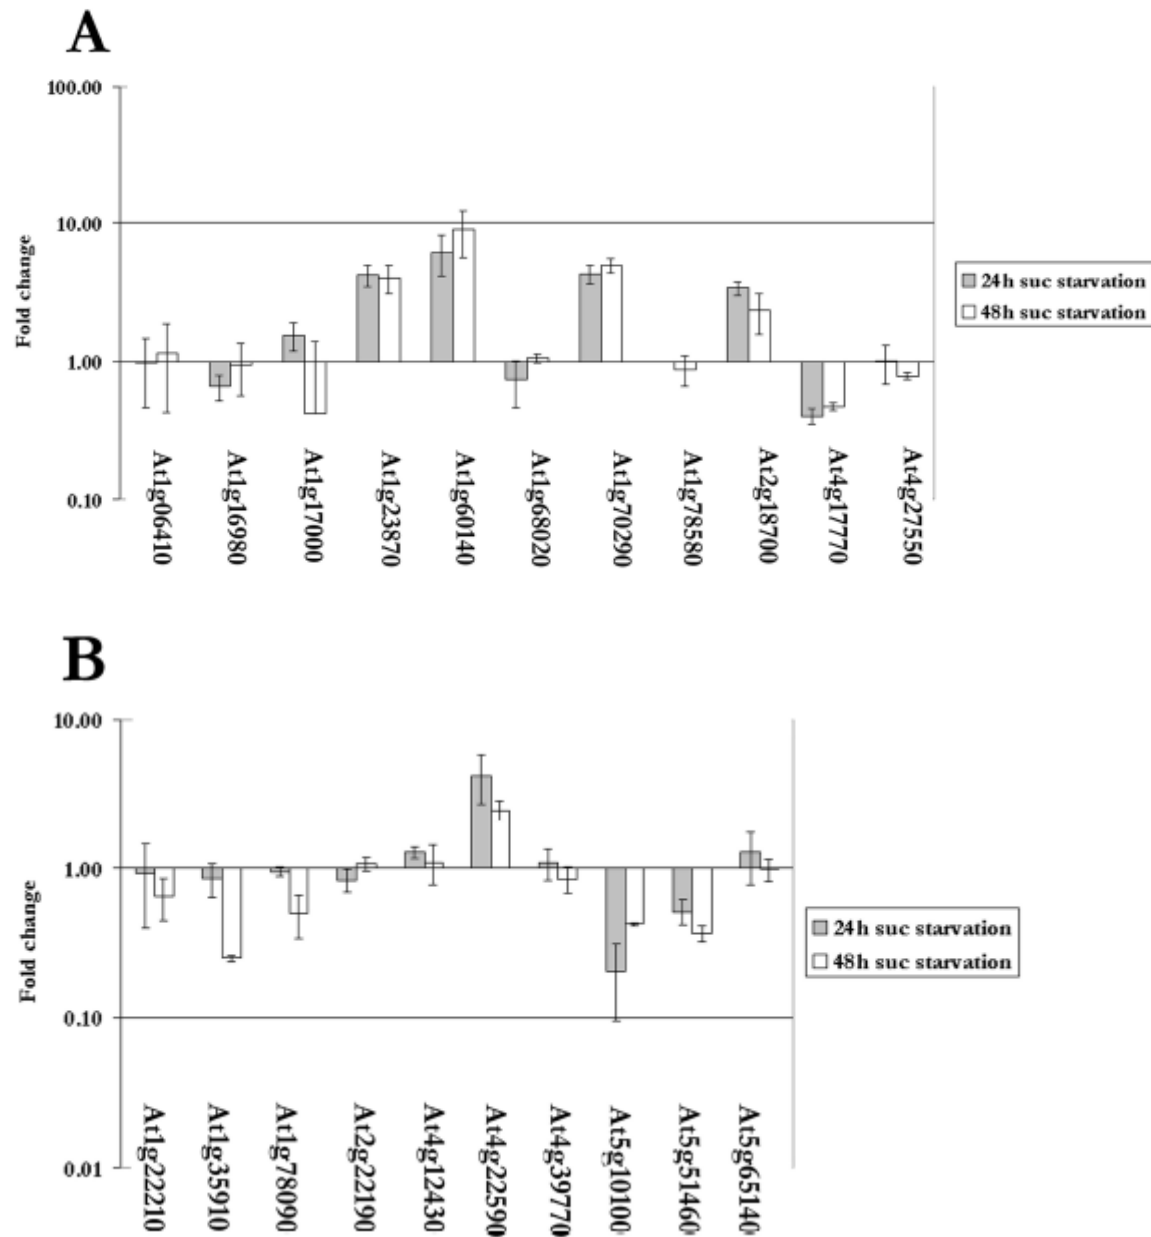 A
100.00
10.00
1.00
0.10
Fold change
24h suc starvation
48h suc starvation
At1g06410
At1g16980
At1g17000
At1g23870
At1g60140
At1g68020
At1g70290
At1g78580
At2g18700
At4g17770
At4g27550
B
10.00
1.00
0.10
0.01
Fold change
24h suc starvation
48h suc starvation
At1g22210
At1g35910
At1g78090
At2g22190
At4g12430
At4g22590
At4g39770
At5g10100
At5g51460
At5g65140